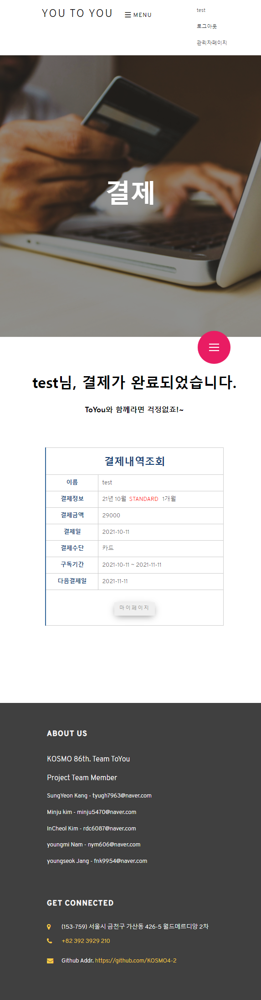 YOU TO YOU
☰ MENU
test
로그아웃
관리자페이지
결제
test님, 결제가 완료되었습니다.
ToYou와 함께라면 걱정없죠!~
결제내역조회
이름 test
결제정보 21년 10월 STANDARD 1개월
결제금액 29000
결제일 2021-10-11
결제수단 카드
구독기간 2021-10-11 ~ 2021-11-11
다음결제일 2021-11-11
마이페이지
ABOUT US
KOSMO 86th. Team ToYou
Project Team Member
SungYeon Kang - tyugh7963@naver.com
Minju kim - minju5470@naver.com
InCheol Kim - rdc6087@naver.com
youngmi Nam - nym606@naver.com
youngseok Jang - fnk9954@naver.com
GET CONNECTED
(153-759) 서울시 금천구 가산동 426-5 월드메르디앙 2차
+82 392 3929 210
Github Addr. https://github.com/KOSMO4-2